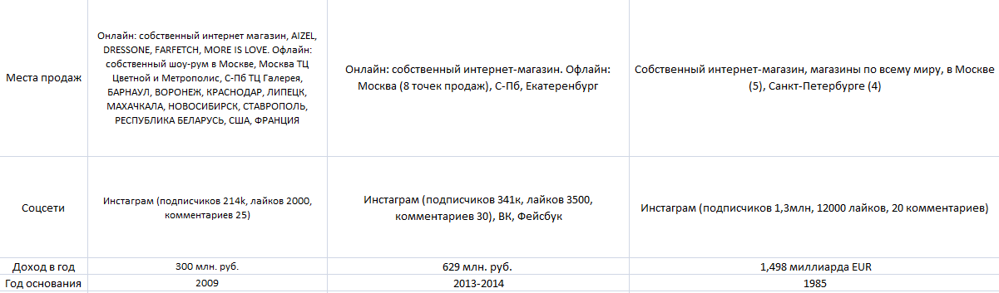 Места продаж
Онлайн: собственный интернет магазин, AIZEL,
DRESSONE, FARFETCH, MORE IS LOVE. Офлайн:
собственный шоу-рум в Москве, Москва ТЦ
Цветной и Метрополис, С-Пб ТЦ Галерея,
БАРНАУЛ, ВОРОНЕЖ, КРАСНОДАР, ЛИПЕЦК,
МАХАЧКАЛА, НОВОСИБИРСК, СТАВРОПОЛЬ,
РЕСПУБЛИКА БЕЛАРУСЬ, США, ФРАНЦИЯ
Онлайн: собственный интернет-магазин. Офлайн:
Москва (8 точек продаж), С-Пб, Екатеренбург
Собственный интернет-магазин, магазины по всему миру, в Москве
(5), Санкт-Петербурге (4)
Соцсети
Инстаграм (подписчиков 214k, лайков 2000,
комментариев 25)
Инстаграм (подписчиков 341к, лайков 3500,
комментариев 30), ВК, Фейсбук
Инстаграм (подписчиков 1,3млн, 12000 лайков, 20 комментариев)
Доход в год
300 млн. руб.
629 млн. руб.
1,498 миллиарда EUR
Год основания
2009
2013-2014
1985